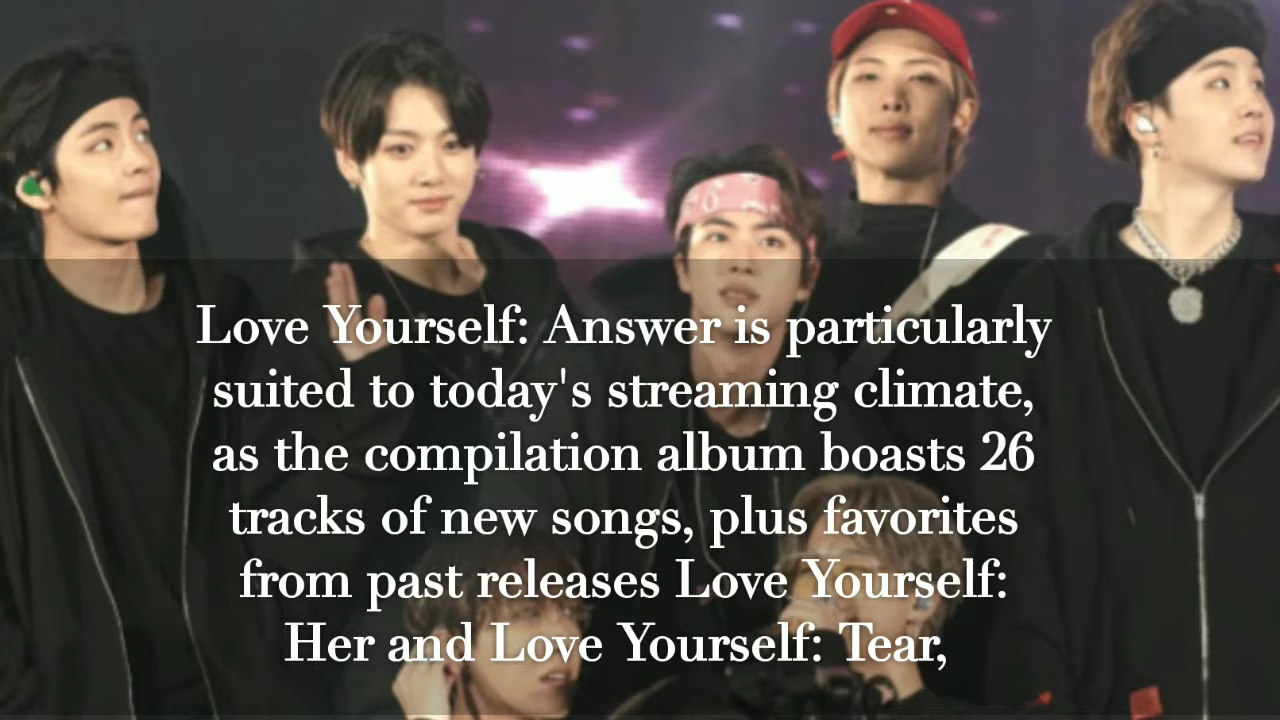 Love Yourself: Answer is particularly
suited to today's streaming climate,
as the compilation album boasts 26
tracks of new songs, plus favorites
from past releases Love Yourself:
Her and Love Yourself: Tear,